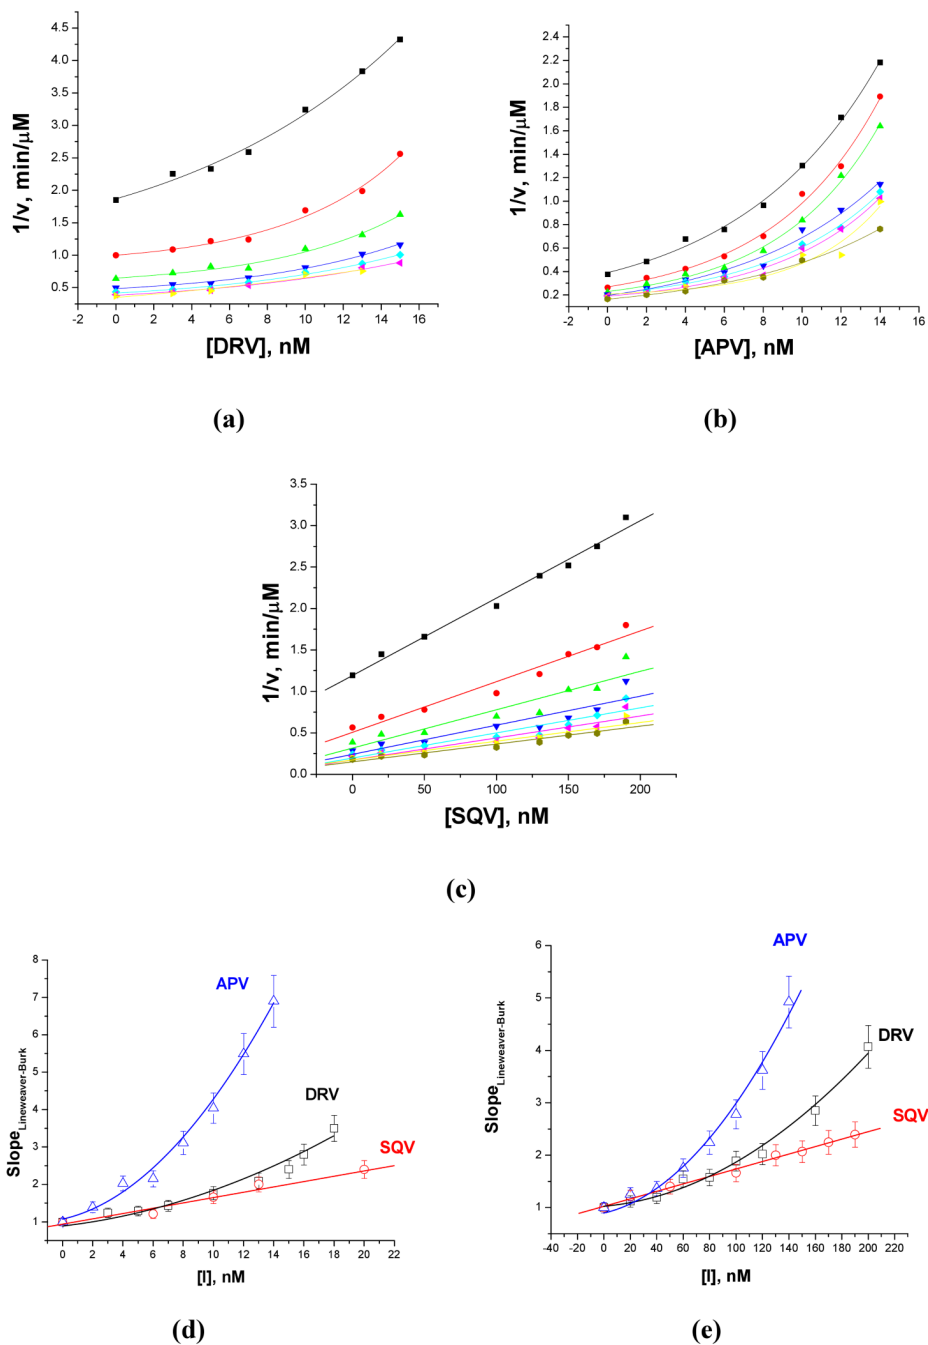 4.5
4.0
3.5
3.0
2.5
2.0
1.5
1.0
0.5
1/v, min/μM
-2 0 2 4 6 8 10 12 14 16
[DRV], nM
(a)
2.4
2.2
2.0
1.8
1.6
1.4
1.2
1.0
0.8
0.6
0.4
0.2
1/v, min/μM
-2 0 2 4 6 8 10 12 14 16
[APV], nM
(b)
3.5
3.0
2.5
2.0
1.5
1.0
0.5
0.0
1/v, min/μM
0 50 100 150 200
[SQV], nM
(c)
8
7
6
5
4
3
2
1
Slope Lineweaver-Burk
APV
DRV
SQV
0 2 4 6 8 10 12 14 16 18 20 22
[I], nM
(d)
6
5
4
3
2
1
Slope Lineweaver-Burk
APV
DRV
SQV
-40 -20 0 20 40 60 80 100 120 140 160 180 200 220
[I], nM
(e)